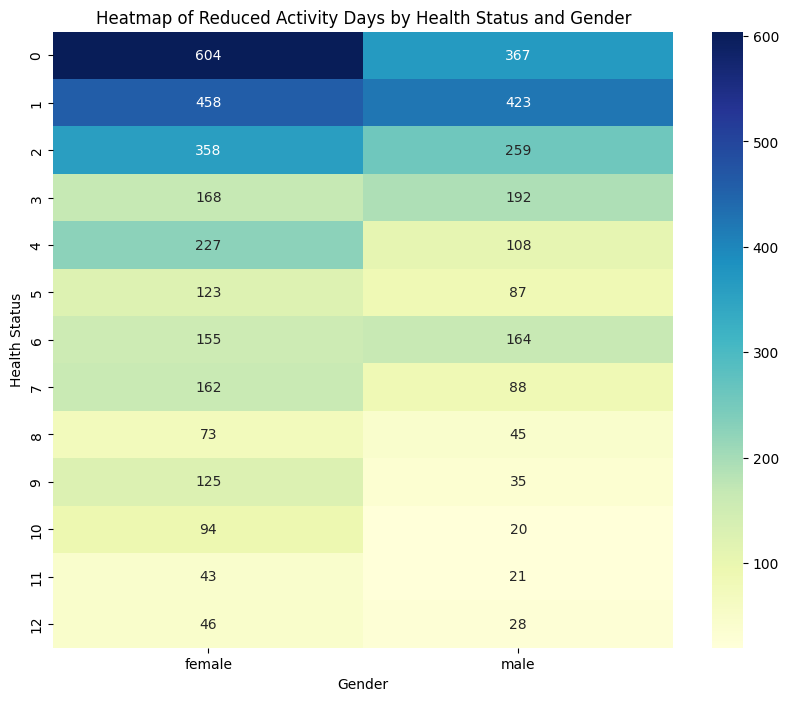 Heatmap of Reduced Activity Days by Health Status and Gender
Health Status
0 604 367
1 458 423
2 358 259
3 168 192
4 227 108
5 123 87
6 155 164
7 162 88
8 73 45
9 125 35
10 94 20
11 43 21
12 46 28
female male
Gender
600
500
400
300
200
100